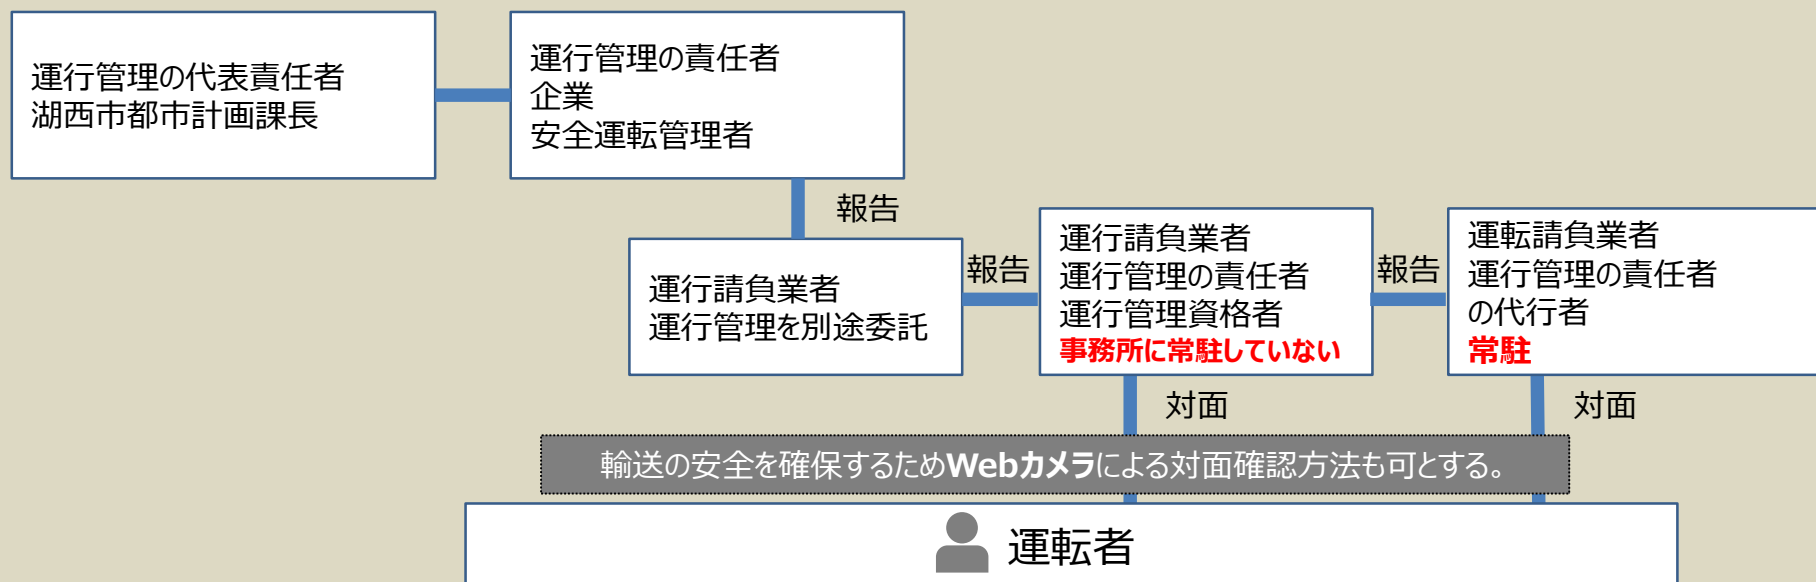 運行管理の代表責任者
湖西市都市計画課長
運行管理の責任者
企業
安全運転管理者
報告
運行請負業者
運行管理を別途委託
報告
運行請負業者
運行管理の責任者
運行管理資格者
事務所に常駐していない
報告
運転請負業者
運行管理の責任者
の代行者
常駐
対面
対面
輸送の安全を確保するためWebカメラによる対面確認方法も可とする。
運転者